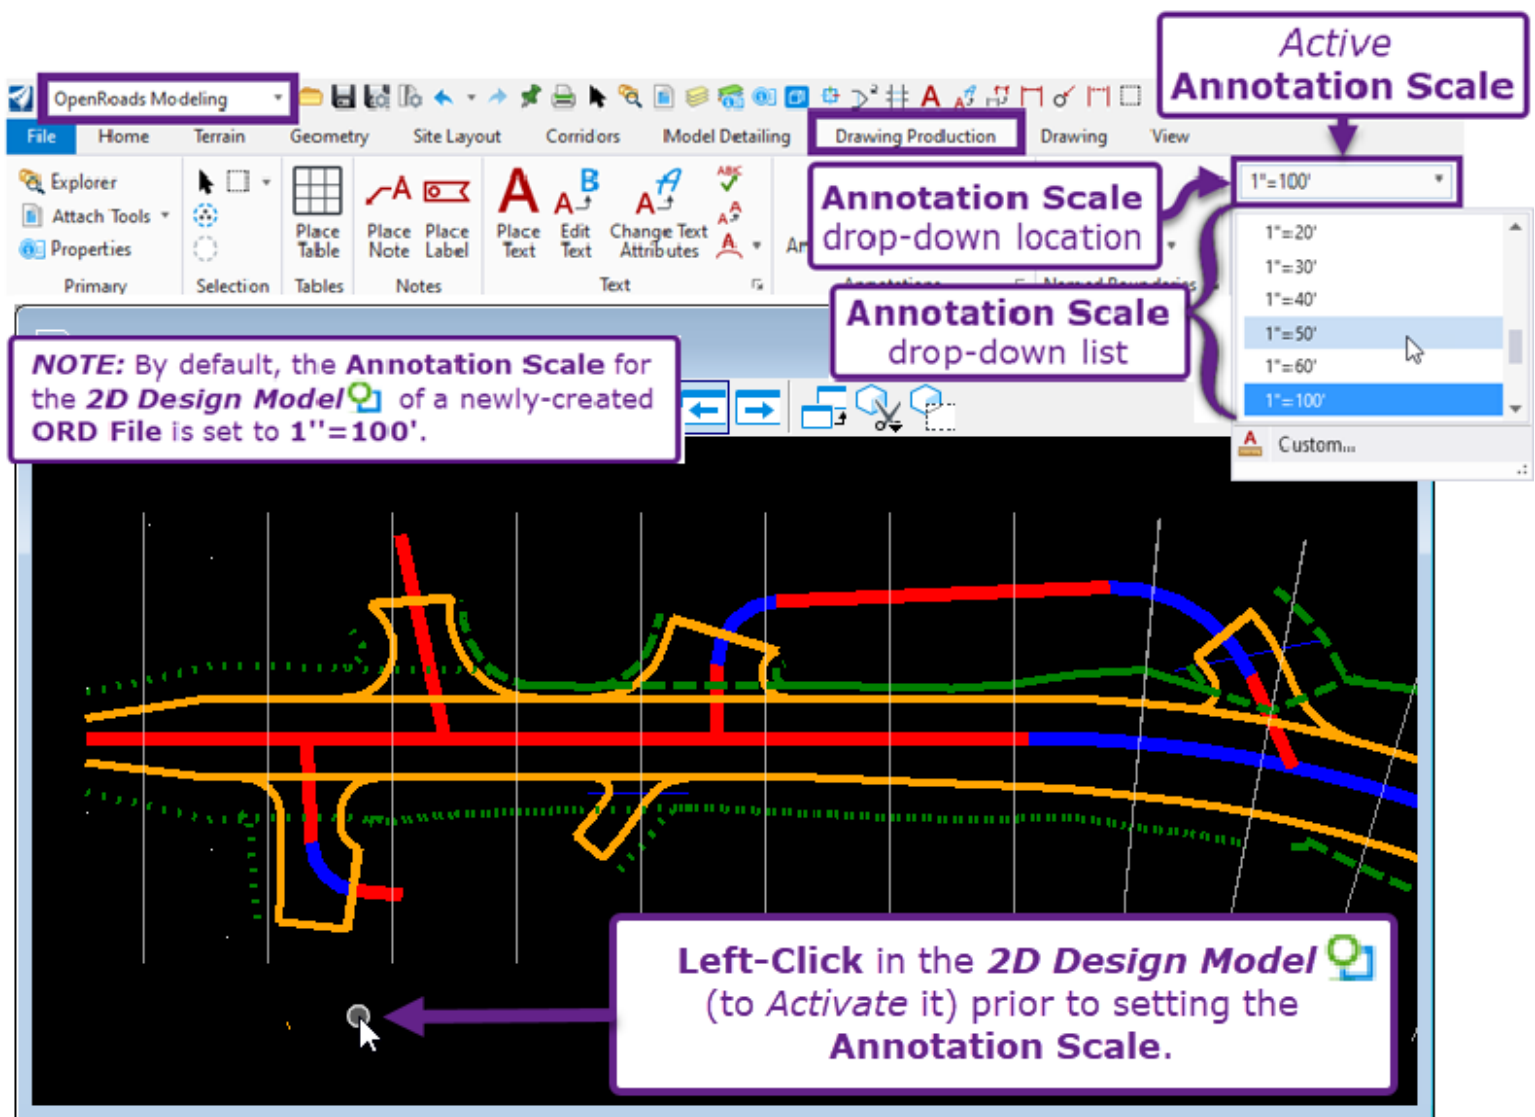 Active
Annotation Scale
OpenRoads Modeling
File Home Terrain Geometry Site Layout Corridors Model Detailing Drawing Production Drawing View
Explorer
Attach Tools
Properties
Primary
Selection
Place Table
Tables
Place Note
Place Label
Notes
Place Text
Edit Text
Change Text Attributes
ABC
Text
Annotation Scale
drop-down location
Annotations
Named Boundaries
1"=100'
1"=20'
1"=30'
1"=40'
1"=50'
1"=60'
1"=100'
Custom...
Annotation Scale
drop-down list
NOTE: By default, the Annotation Scale for
the 2D Design Model of a newly-created
ORD File is set to 1''=100'.
Left-Click in the 2D Design Model
(to Activate it) prior to setting the
Annotation Scale.